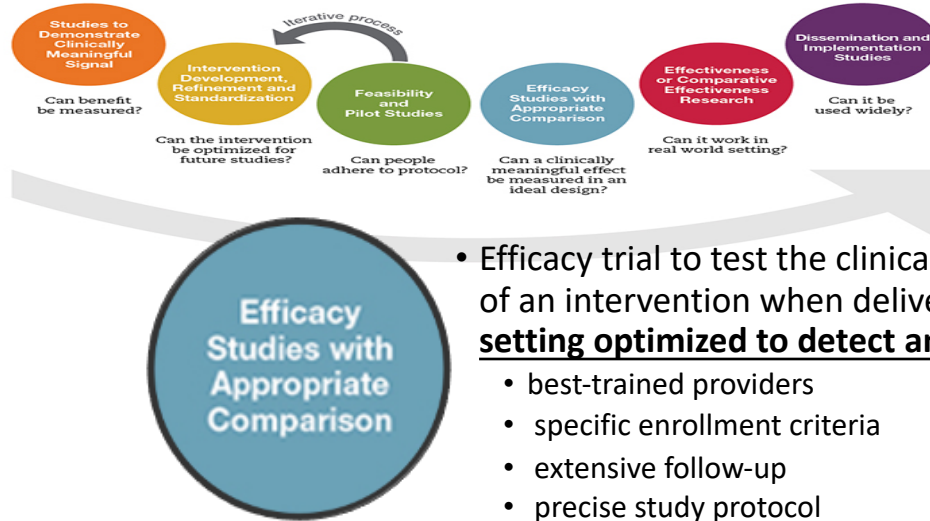 Studies to
Demonstrate
Clinically
Meaningful
Signal
Can benefit
be measured?
Intervention
Development,
Refinement and
Standardization
Can the intervention
be optimized for
future studies?
Iterative process
Feasibility
and
Pilot Studies
Can people
adhere to protocol?
Efficacy
Studies with
Appropriate
Comparison
Can a clinically
meaningful effect
be measured in an
ideal design?
Effectiveness
or Comparative
Effectiveness
Research
Can it work in
real world setting?
Dissemination and
Implementation
Studies
Can it be
used widely?
Efficacy
Studies with
Appropriate
Comparison
• Efficacy trial to test the clinica
of an intervention when delive
setting optimized to detect a
• best-trained providers
• specific enrollment criteria
• extensive follow-up
• precise study protocol